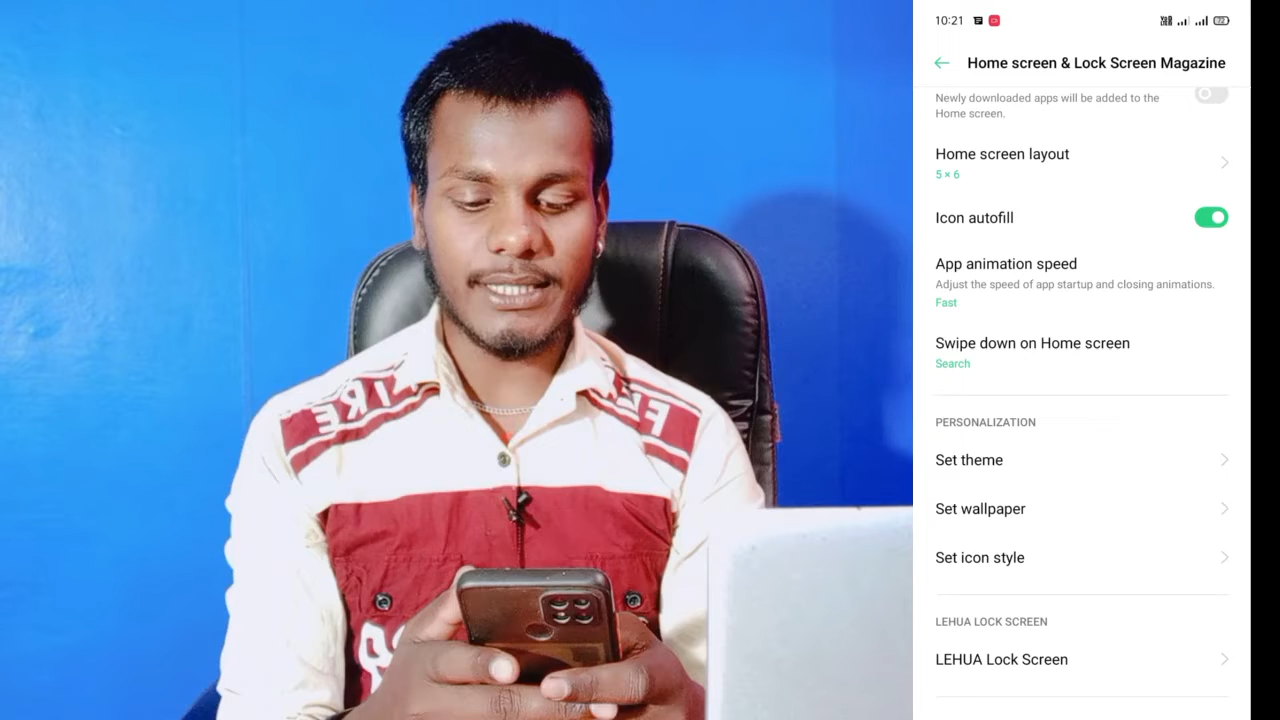 10:21
72
Home screen & Lock Screen Magazine
Newly downloaded apps will be added to the
Home screen.
Home screen layout
5 × 6
Icon autofill
App animation speed
Adjust the speed of app startup and closing animations.
Fast
Swipe down on Home screen
Search
PERSONALIZATION
Set theme
Set wallpaper
Set icon style
LEHUA LOCK SCREEN
LEHUA Lock Screen